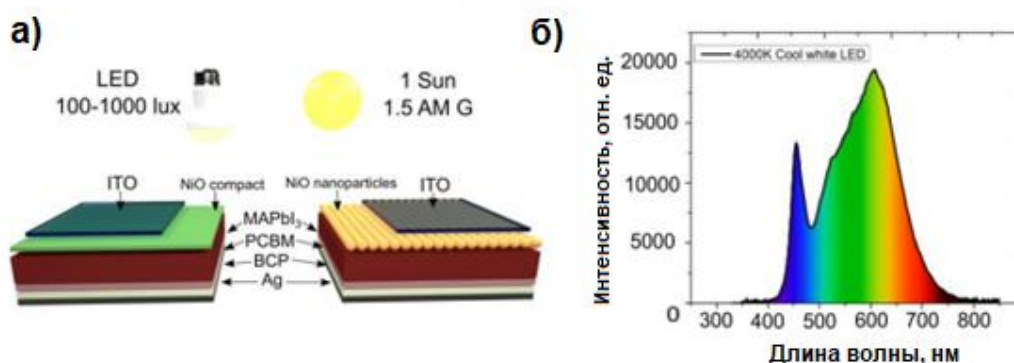 а)
LED
100-1000 lux
1 Sun
1.5 AM G
ITO
NiO compact
NiO nanoparticles
ITO
MAPbI₃
PCBM
BCP
Ag
б)
4000K Cool white LED
Интенсивность, отн. ед.
20000
15000
10000
5000
0
300 400 500 600 700 800
Длина волны, нм